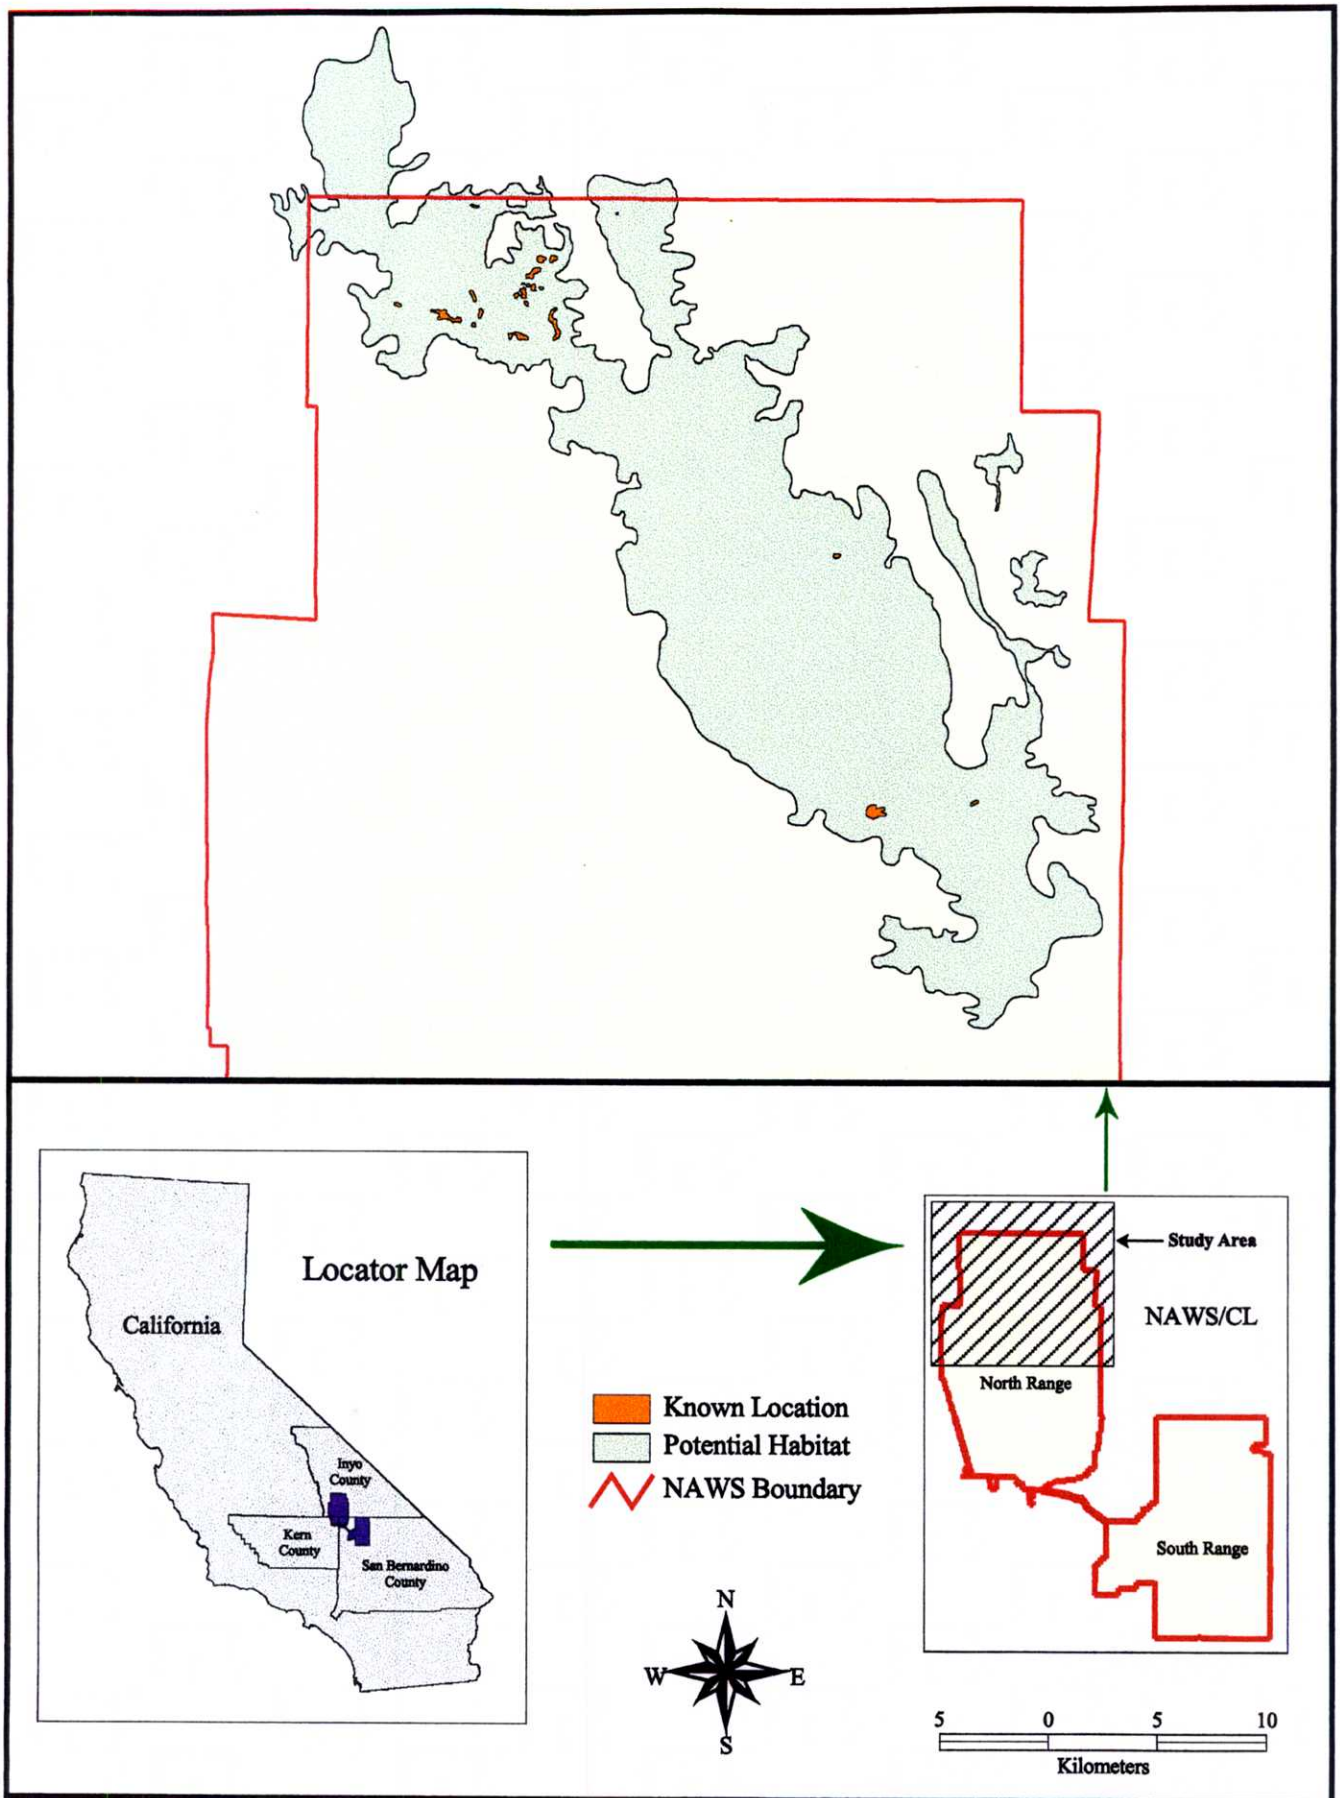 Locator Map
California
Inyo
County
Kern
County
San Bernardino
County
Known Location
Potential Habitat
NAWS Boundary
N
W
E
S
Study Area
NAWS/CL
North Range
South Range
5 0 5 10
Kilometers